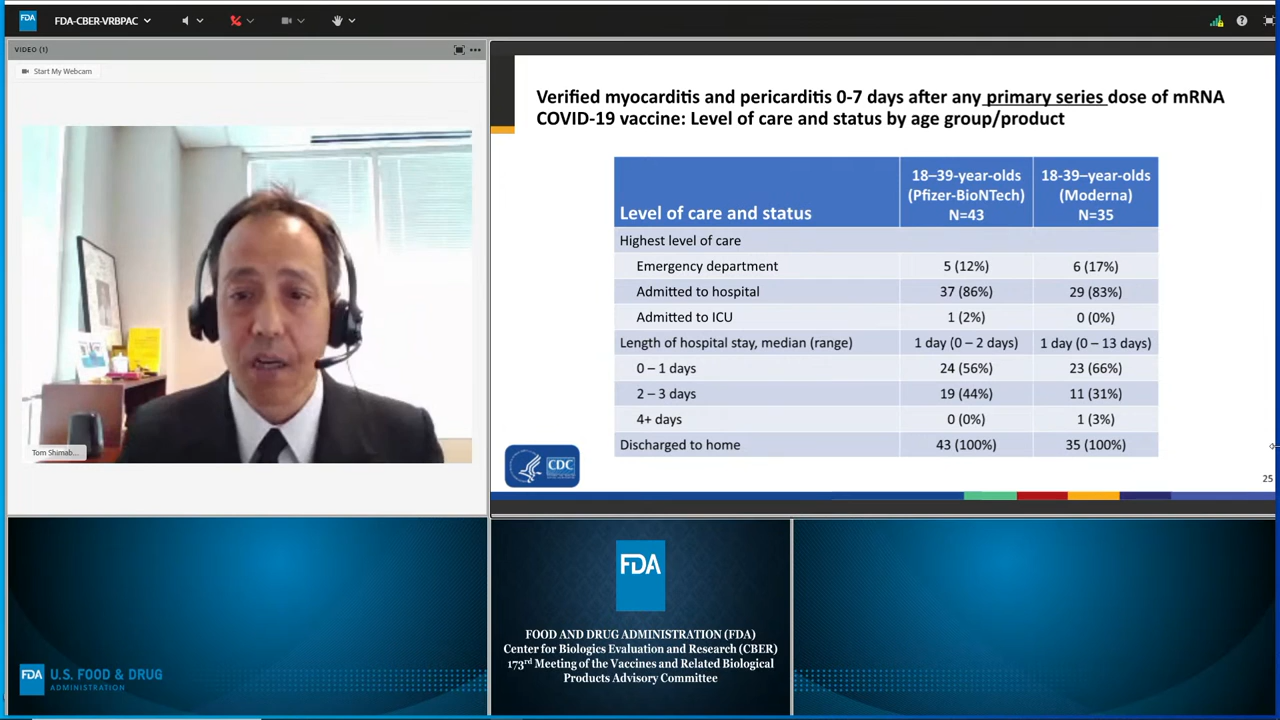 FDA FDA-CBER-VRBPAC
VIDEO (1)
Start My Webcam
Tom Shimab...
Verified myocarditis and pericarditis 0-7 days after any primary series dose of mRNA
COVID-19 vaccine: Level of care and status by age group/product
Level of care and status 18–39-year-olds (Pfizer-BioNTech) N=43 18-39–year-olds (Moderna) N=35
Highest level of care
Emergency department 5 (12%) 6 (17%)
Admitted to hospital 37 (86%) 29 (83%)
Admitted to ICU 1 (2%) 0 (0%)
Length of hospital stay, median (range) 1 day (0 – 2 days) 1 day (0 – 13 days)
0 – 1 days 24 (56%) 23 (66%)
2 – 3 days 19 (44%) 11 (31%)
4+ days 0 (0%) 1 (3%)
Discharged to home 43 (100%) 35 (100%)
CDC
25
FDA
FOOD AND DRUG ADMINISTRATION (FDA)
Center for Biologics Evaluation and Research (CBER)
173rd Meeting of the Vaccines and Related Biological
Products Advisory Committee
FDA U.S. FOOD & DRUG
ADMINISTRATION